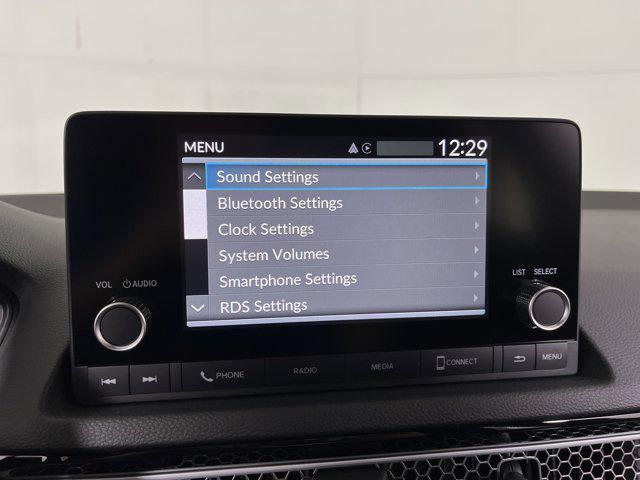 MENU 12:29
Sound Settings
Bluetooth Settings
Clock Settings
System Volumes
Smartphone Settings
RDS Settings
VOL AUDIO
LIST SELECT
PHONE RADIO MEDIA CONNECT MENU